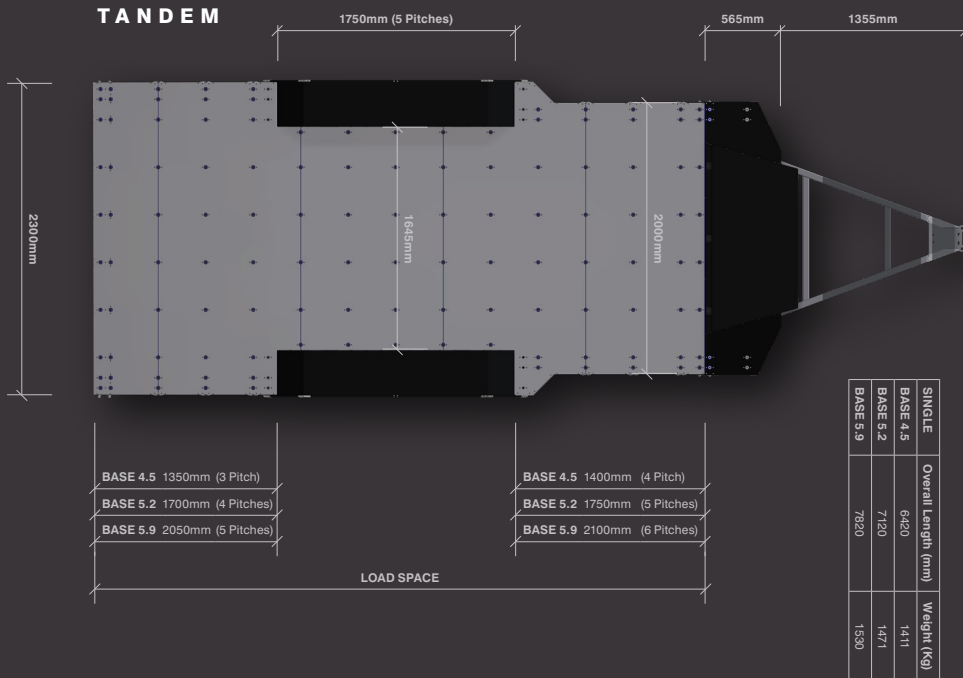 TANDEM
1750mm (5 Pitches)
565mm
1355mm
2300mm
1645mm
2000mm
BASE 4.5 1350mm (3 Pitch)
BASE 5.2 1700mm (4 Pitches)
BASE 5.9 2050mm (5 Pitches)
BASE 4.5 1400mm (4 Pitch)
BASE 5.2 1750mm (5 Pitches)
BASE 5.9 2100mm (6 Pitches)
LOAD SPACE
SINGLE Overall Length (mm) Weight (Kg)
BASE 4.5 6420 1411
BASE 5.2 7120 1471
BASE 5.9 7820 1530